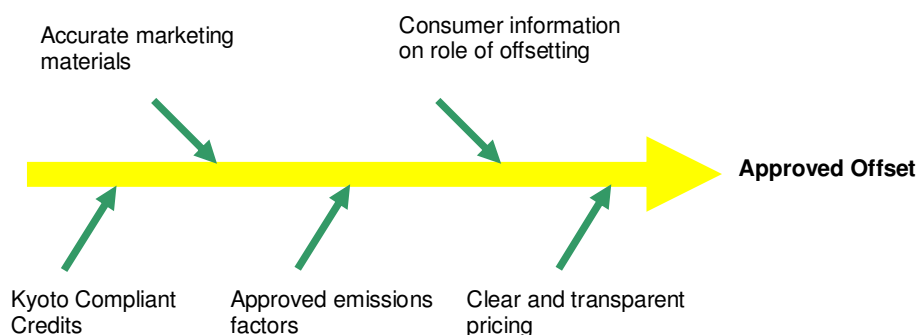 Accurate marketing
materials
Consumer information
on role of offsetting
Approved Offset
Kyoto Compliant
Credits
Approved emissions
factors
Clear and transparent
pricing